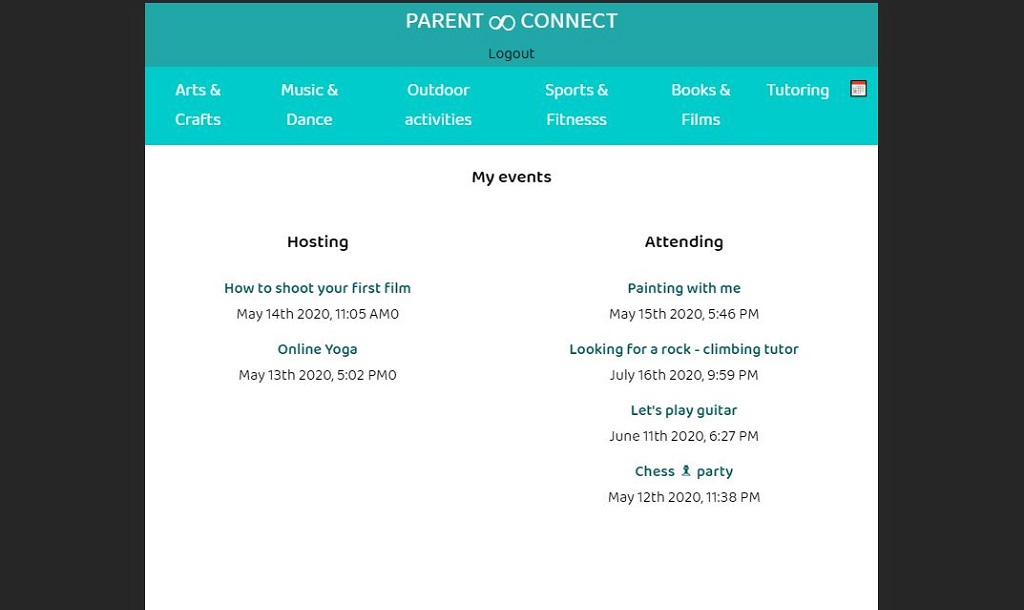 PARENT ꝏ CONNECT
Logout
Arts & Crafts
Music & Dance
Outdoor activities
Sports & Fitnesss
Books & Films
Tutoring
My events
Hosting
How to shoot your first film
May 14th 2020, 11:05 AM0
Online Yoga
May 13th 2020, 5:02 PM0
Attending
Painting with me
May 15th 2020, 5:46 PM
Looking for a rock - climbing tutor
July 16th 2020, 9:59 PM
Let's play guitar
June 11th 2020, 6:27 PM
Chess ♟ party
May 12th 2020, 11:38 PM